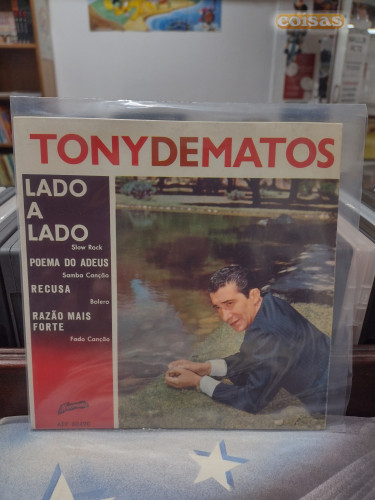 coisas
TONYDEMATOS
LADO
A
LADO
Slow Rock
POEMA DO ADEUS
Samba Canção
RECUSA
Bolero
RAZÃO MAIS
FORTE
Fado Canção